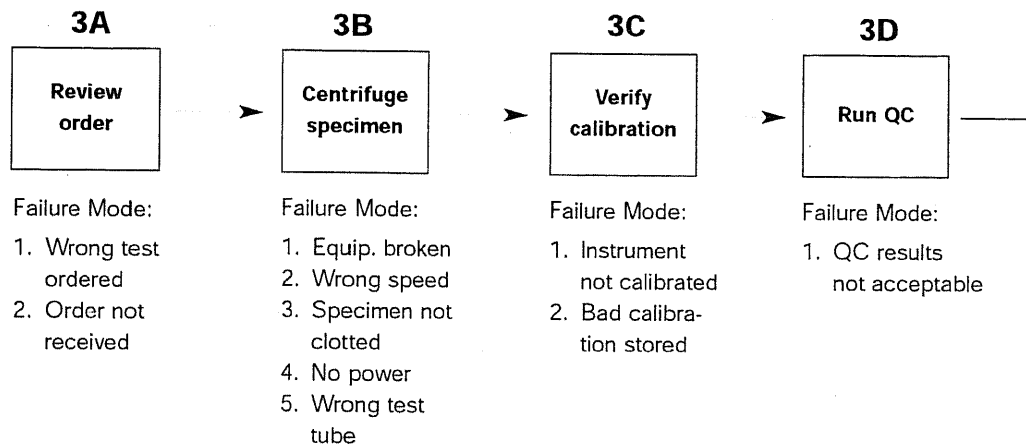 3A
Review
order
Failure Mode:
1. Wrong test
ordered
2. Order not
received
3B
Centrifuge
specimen
Failure Mode:
1. Equip. broken
2. Wrong speed
3. Specimen not
clotted
4. No power
5. Wrong test
tube
3C
Verify
calibration
Failure Mode:
1. Instrument
not calibrated
2. Bad calibra-
tion stored
3D
Run QC
Failure Mode:
1. QC results
not acceptable